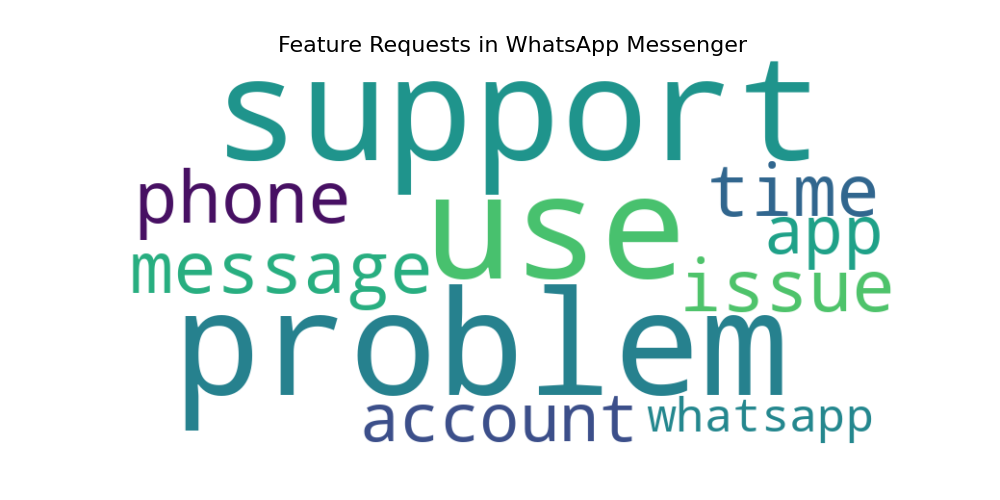 Feature Requests in WhatsApp Messenger
support
phone
use
time
app
message
issue
problem
account
whatsapp